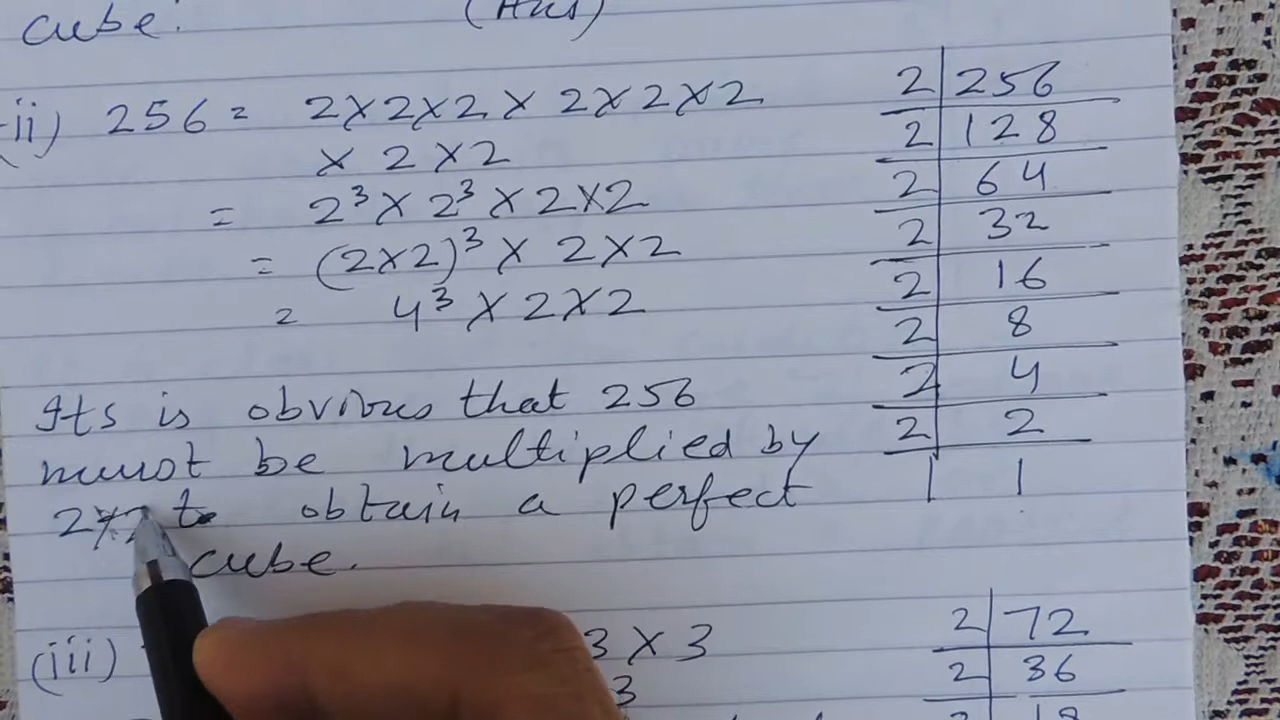 cube. (Ans)
(ii) 256 = 2×2×2×2×2×2
× 2×2
= 2³×2³×2×2
= (2×2)³× 2×2
= 4³×2×2
Its is obvious that 256
must be multiplied by
to obtain a perfect
cube.
2 256
2 128
2 64
2 32
2 16
2 8
2 4
2 2
1 1
(iii) 3×3
3
2 72
2 36
2 18